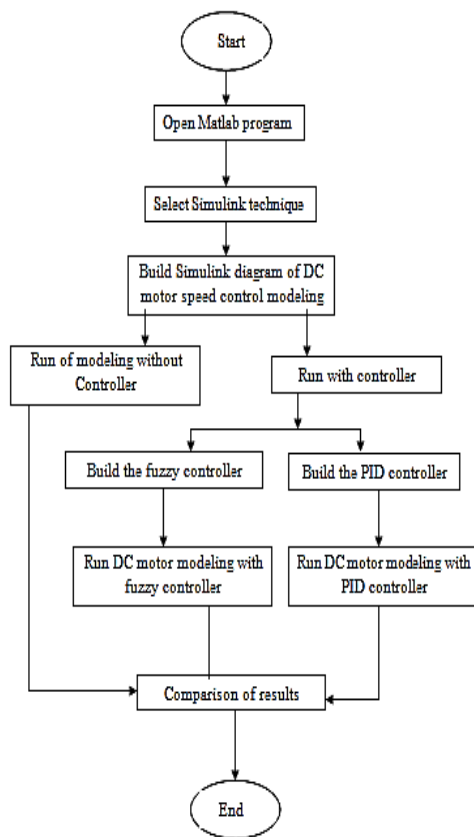 Start
Open Matlab program
Select Simulink technique
Build Simulink diagram of DC
motor speed control modeling
Run of modeling without
Controller
Run with controller
Build the fuzzy controller
Build the PID controller
Run DC motor modeling with
fuzzy controller
Run DC motor modeling with
PID controller
Comparison of results
End